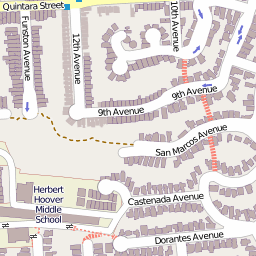 Quintara Street
Funston Avenue
12th Avenue
10th Avenue
9th Avenue
9th Avenue
San Marcos Avenue
Herbert
Hoover
Middle
School
Castenada Avenue
Dorantes Avenue